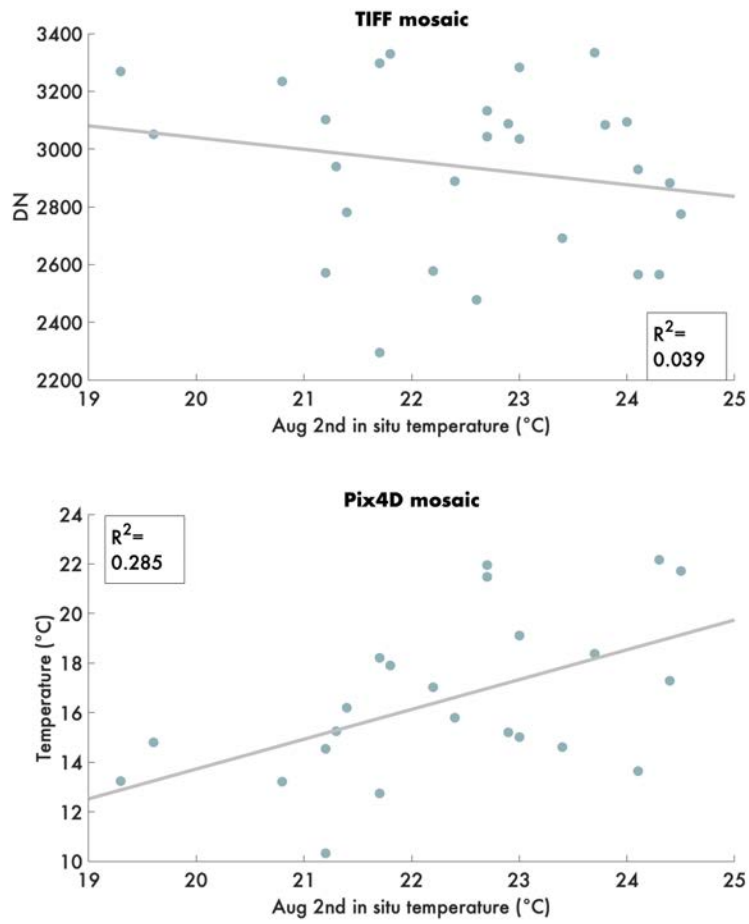 TIFF mosaic
3400
3200
3000
2800
2600
2400
2200
DN
R²=
0.039
19 20 21 22 23 24 25
Aug 2nd in situ temperature (°C)
Pix4D mosaic
24
22
20
18
16
14
12
10
Temperature (°C)
R²=
0.285
19 20 21 22 23 24 25
Aug 2nd in situ temperature (°C)